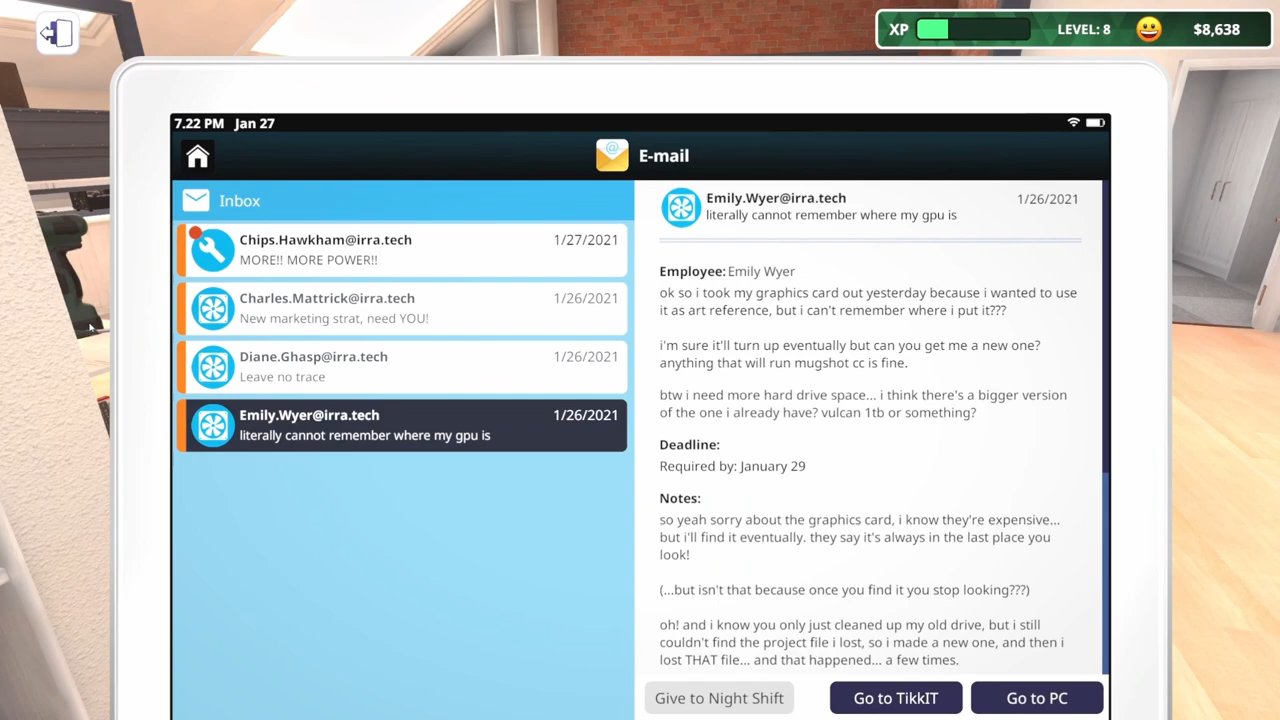 XP
LEVEL: 8
$8,638
7.22 PM Jan 27
E-mail
Inbox
Chips.Hawkham@irra.tech 1/27/2021
MORE!! MORE POWER!!
Charles.Mattrick@irra.tech 1/26/2021
New marketing strat, need YOU!
Diane.Ghasp@irra.tech 1/26/2021
Leave no trace
Emily.Wyer@irra.tech 1/26/2021
literally cannot remember where my gpu is
Emily.Wyer@irra.tech 1/26/2021
literally cannot remember where my gpu is
Employee: Emily Wyer
ok so i took my graphics card out yesterday because i wanted to use
it as art reference, but i can't remember where i put it???
i'm sure it'll turn up eventually but can you get me a new one?
anything that will run mugshot cc is fine.
btw i need more hard drive space... i think there's a bigger version
of the one i already have? vulcan 1tb or something?
Deadline:
Required by: January 29
Notes:
so yeah sorry about the graphics card, i know they're expensive...
but i'll find it eventually. they say it's always in the last place you
look!
(...but isn't that because once you find it you stop looking???)
oh! and i know you only just cleaned up my old drive, but i still
couldn't find the project file i lost, so i made a new one, and then i
lost THAT file... and that happened... a few times.
Give to Night Shift
Go to TikkIT
Go to PC